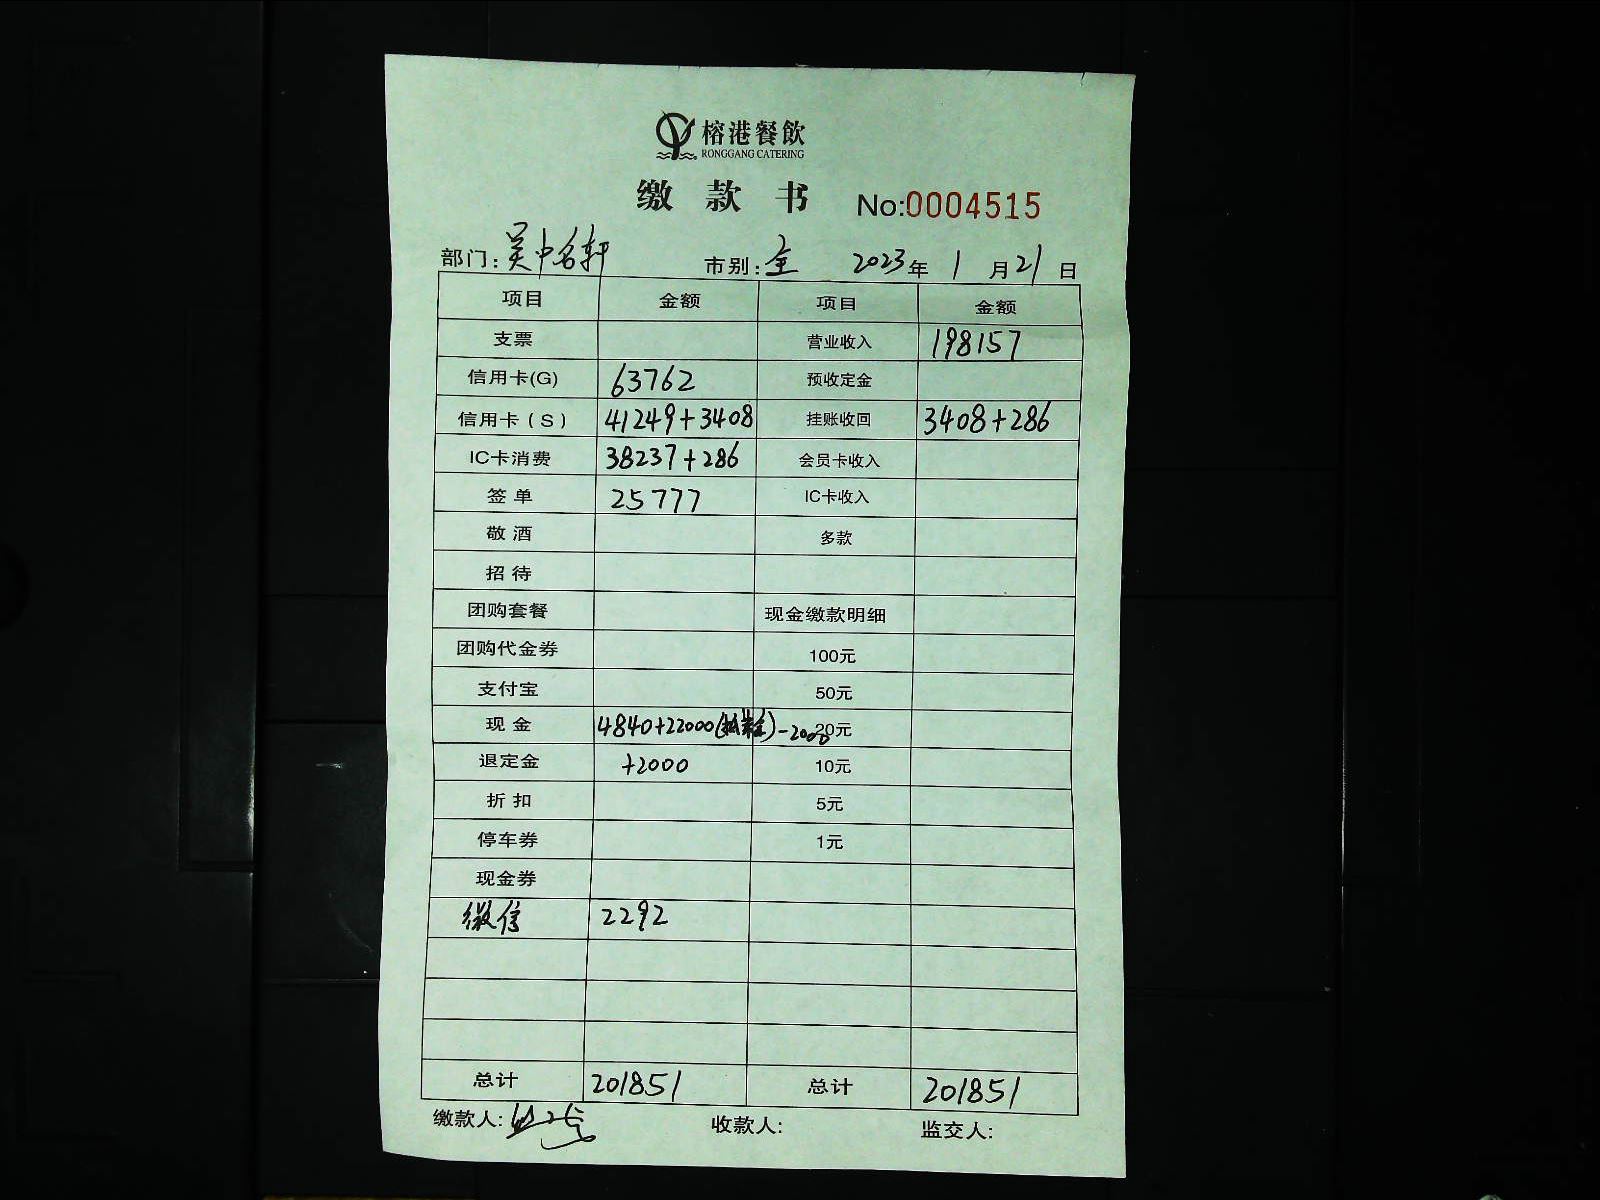 榕港餐飲
RONGGANG CATERING
缴款书 No:0004515
部门: 吴中名轩 市别: 全 2023年1月21日
项目 金额 项目 金额
支票 营业收入 198157
信用卡(G) 63762 预收定金
信用卡(S) 41249+3408 挂账收回 3408+286
IC卡消费 38237+286 会员卡收入
签单 25777 IC卡收入
敬酒 多款
招待
团购套餐 现金缴款明细
团购代金券 100元
支付宝 50元
现金 4840+22000( )-2000 20元
退定金 +2000 10元
折扣 5元
停车券 1元
现金券
微信 2292
总计 201851 总计 201851
缴款人: 收款人: 监交人: